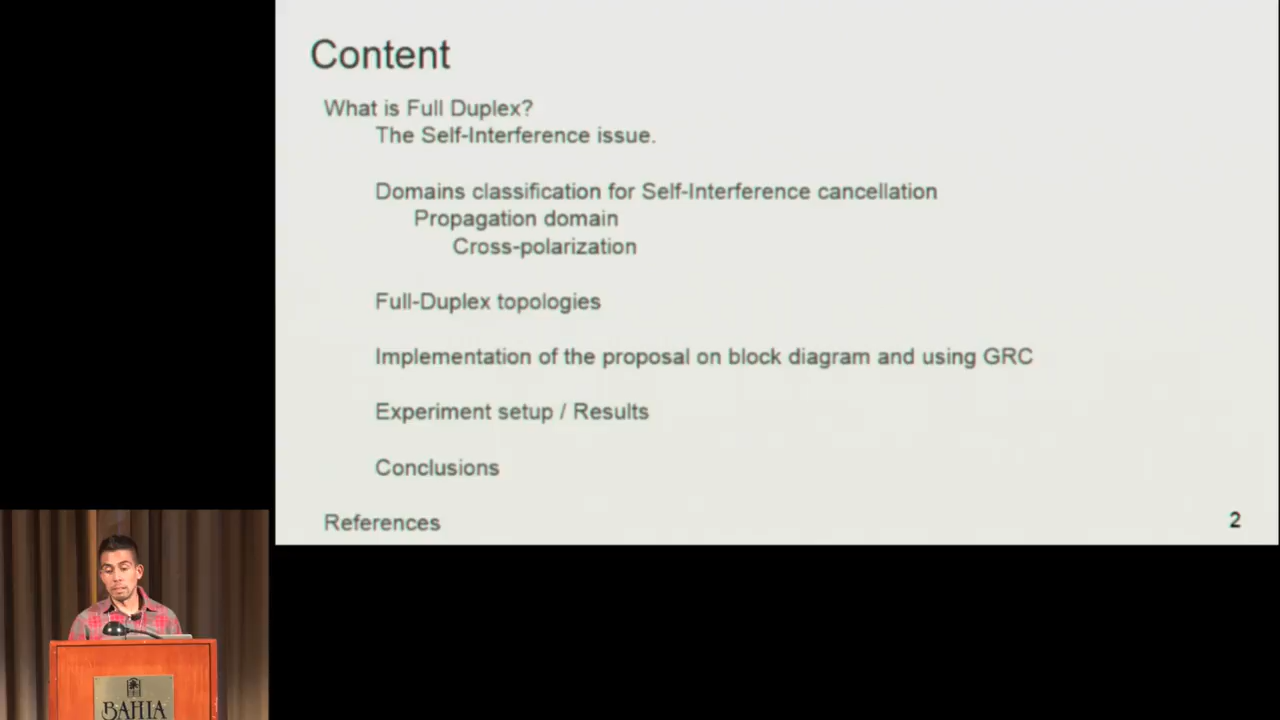 Content
What is Full Duplex?
The Self-Interference issue.
Domains classification for Self-Interference cancellation
Propagation domain
Cross-polarization
Full-Duplex topologies
Implementation of the proposal on block diagram and using GRC
Experiment setup / Results
Conclusions
References
2
BAHIA